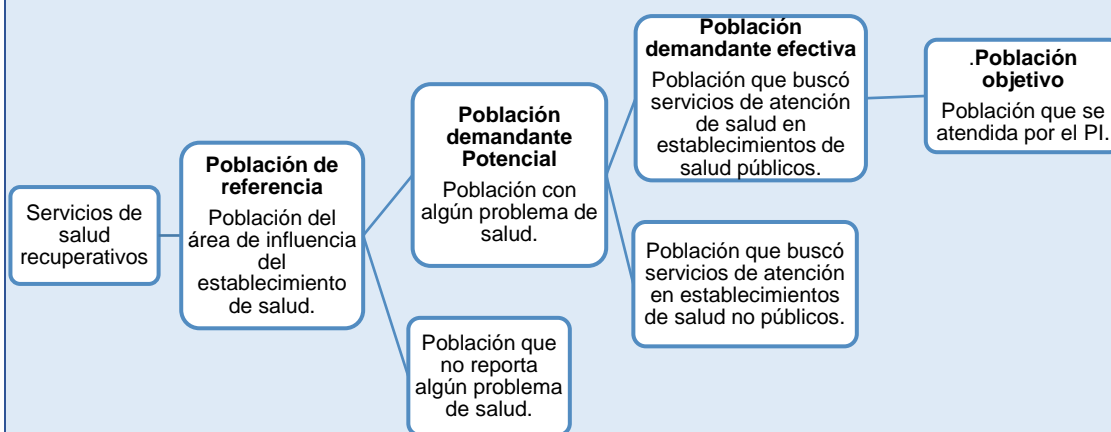 Servicios de
salud
recuperativos
Población de
referencia
Población del
área de influencia
del
establecimiento
de salud.
Población
demandante
Potencial
Población con
algún problema de
salud.
Población que
no reporta
algún problema
de salud.
Población
demandante efectiva
Población que buscó
servicios de atención
de salud en
establecimientos de
salud públicos.
Población que buscó
servicios de atención
en establecimientos
de salud no públicos.
.Población
objetivo
Población que se
atendida por el PI.